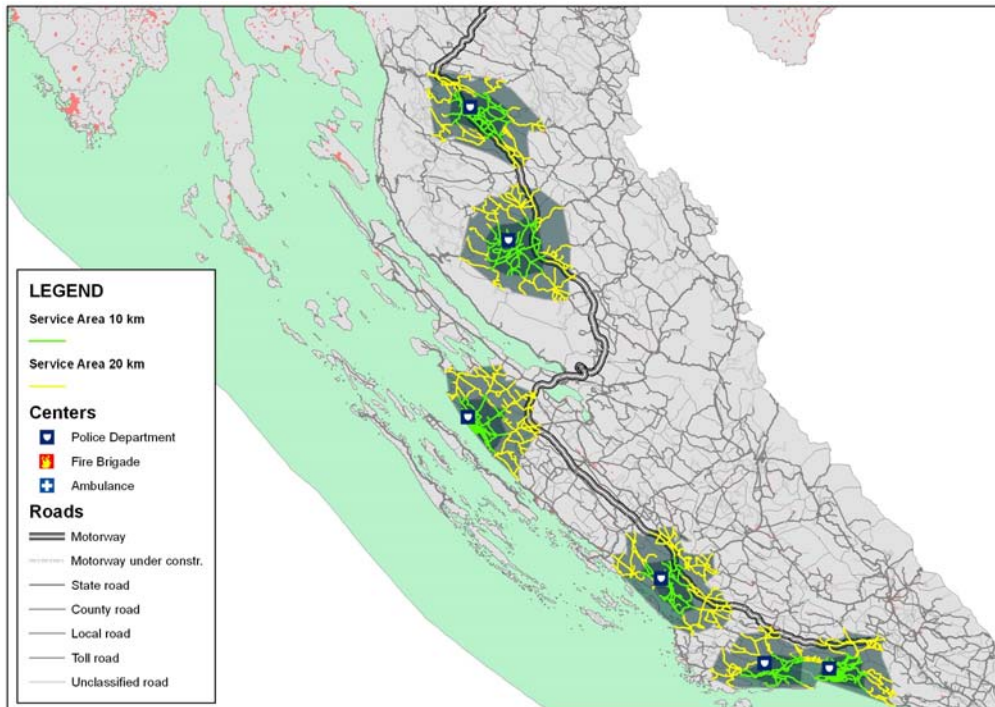 LEGEND
Service Area 10 km
Service Area 20 km
Centers
Police Department
Fire Brigade
Ambulance
Roads
Motorway
Motorway under constr.
State road
County road
Local road
Toll road
Unclassified road